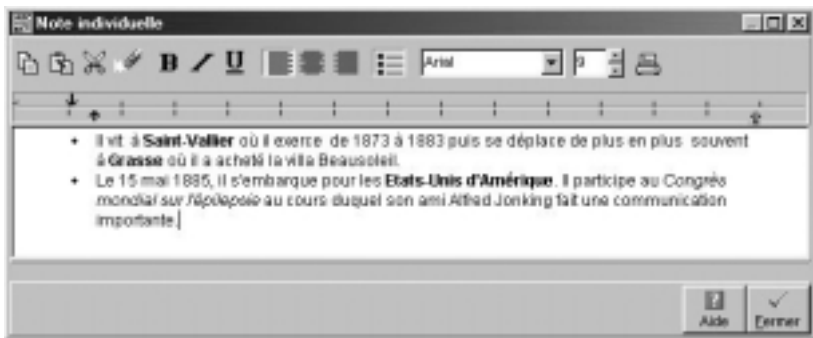 Note individuelle
B I U Arial 9
• Il vit à Saint-Vallier où il exerce de 1873 à 1883 puis se déplace de plus en plus souvent
à Grasse où il a acheté la villa Beausoleil.
• Le 15 mai 1885, il s'embarque pour les Etats-Unis d'Amérique. Il participe au Congrès
mondial sur l'épilepsie au cours duquel son ami Alfred Jonking fait une communication
importante.
Aide Fermer